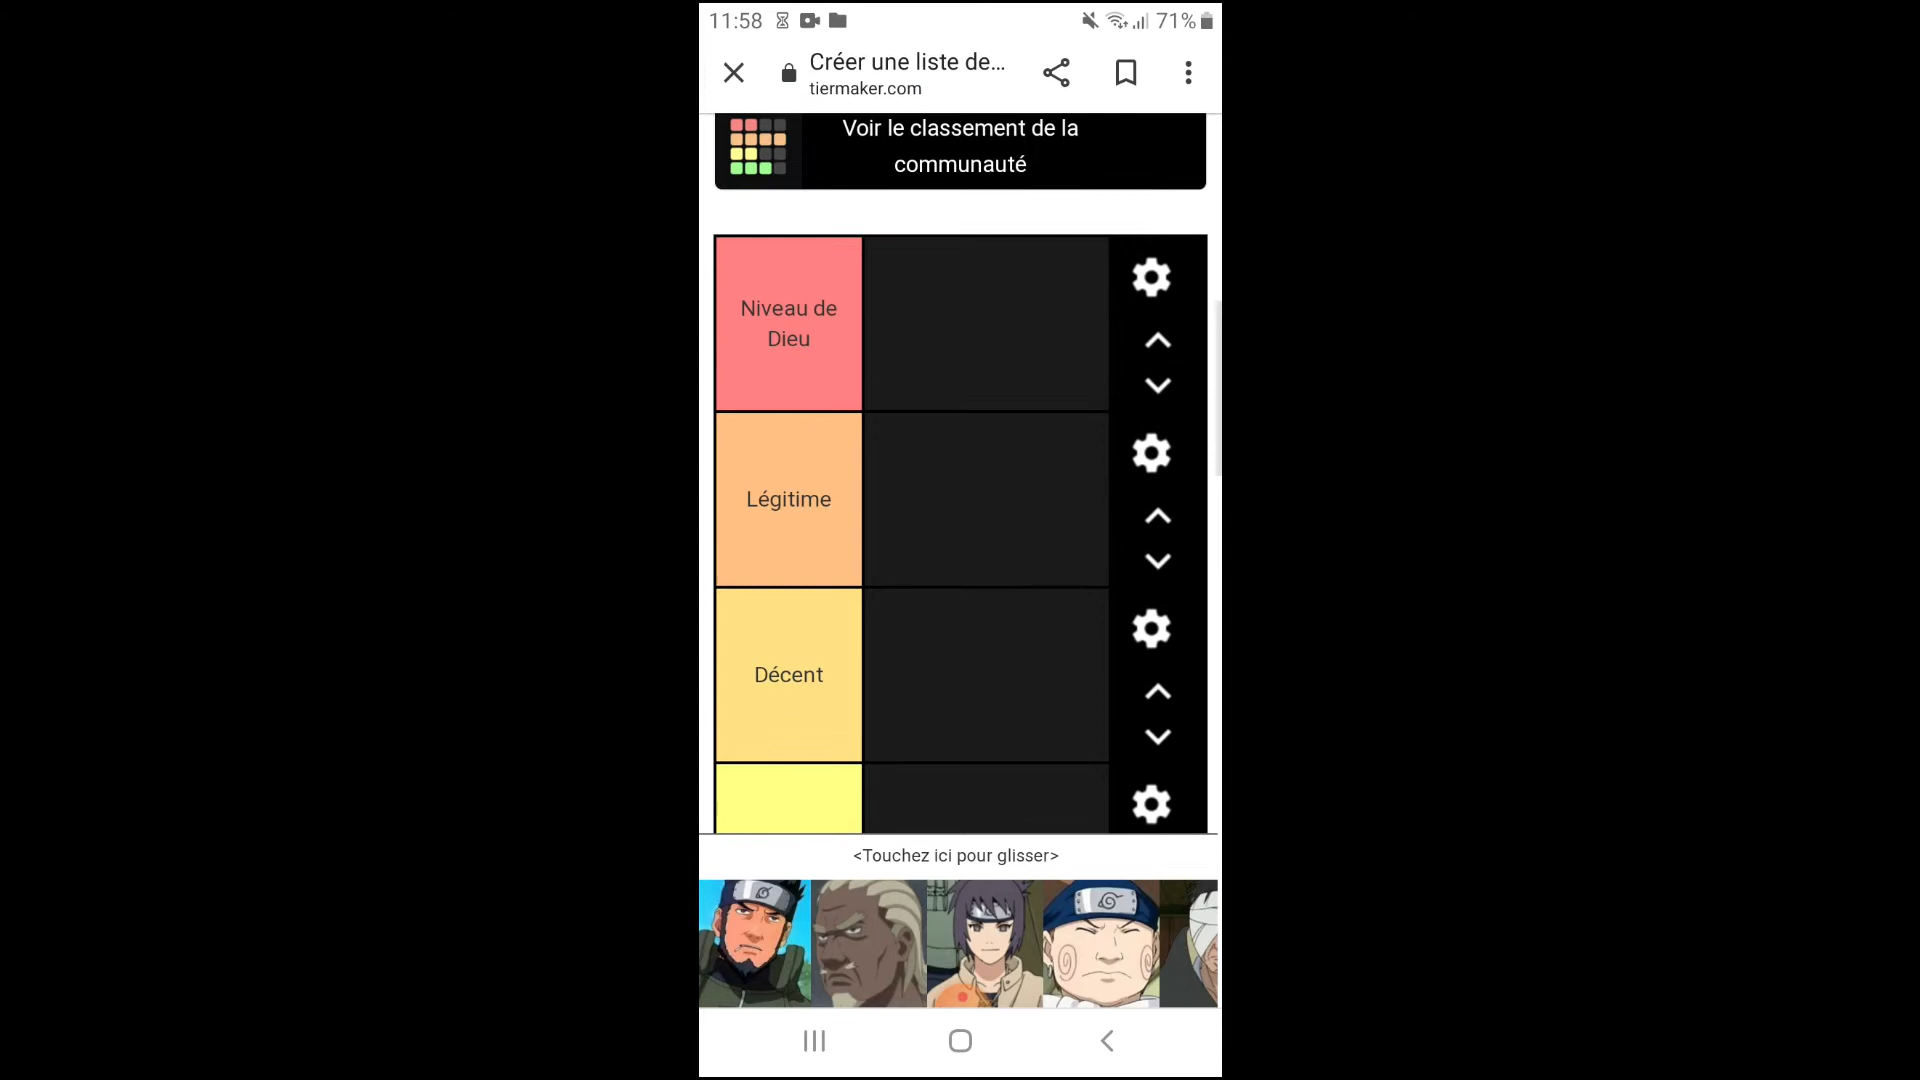 11:58
71%
Créer une liste de...
tiermaker.com
Voir le classement de la
communauté
Niveau de
Dieu
Légitime
Décent
<Touchez ici pour glisser>